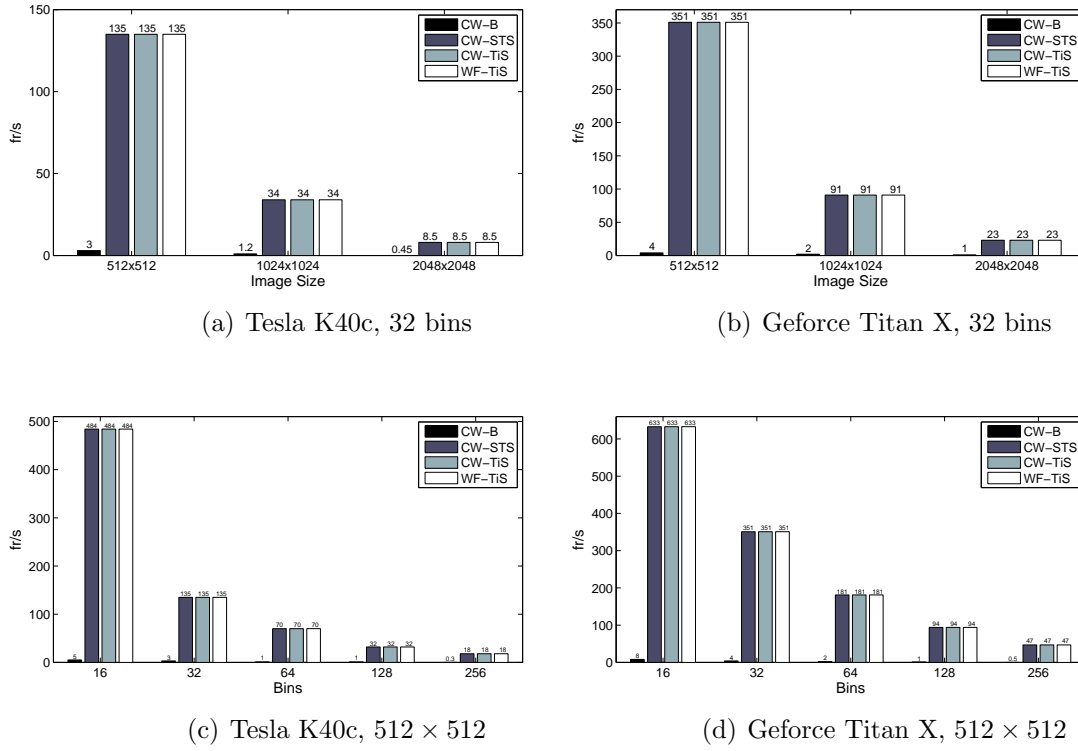 150
100
50
0
fr/s
3
135
135
135
1.2
34
34
34
0.45
8.5
8.5
8.5
512x512
1024x1024
2048x2048
Image Size
CW−B
CW−STS
CW−TiS
WF−TiS
(a) Tesla K40c, 32 bins
350
300
250
200
150
100
50
0
fr/s
4
351
351
351
2
91
91
91
1
23
23
23
512x512
1024x1024
2048x2048
Image Size
CW−B
CW−STS
CW−TiS
WF−TiS
(b) Geforce Titan X, 32 bins
500
400
300
200
100
0
fr/s
5
484
484
484
3
135
135
135
1
70
70
70
1
32
32
32
0.3
18
18
18
16
32
64
128
256
Bins
CW−B
CW−STS
CW−TiS
WF−TiS
(c) Tesla K40c, 512 × 512
600
500
400
300
200
100
0
fr/s
8
633
633
633
4
351
351
351
2
181
181
181
1
94
94
94
0.5
47
47
47
16
32
64
128
256
Bins
CW−B
CW−STS
CW−TiS
WF−TiS
(d) Geforce Titan X, 512 × 512